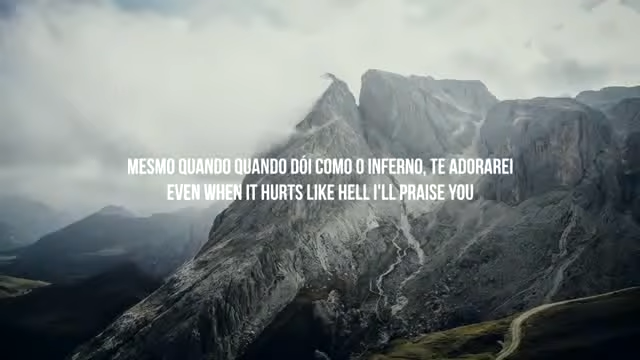 MESMO QUANDO QUANDO DÓI COMO O INFERNO, TE ADORAREI
EVEN WHEN IT HURTS LIKE HELL I'LL PRAISE YOU